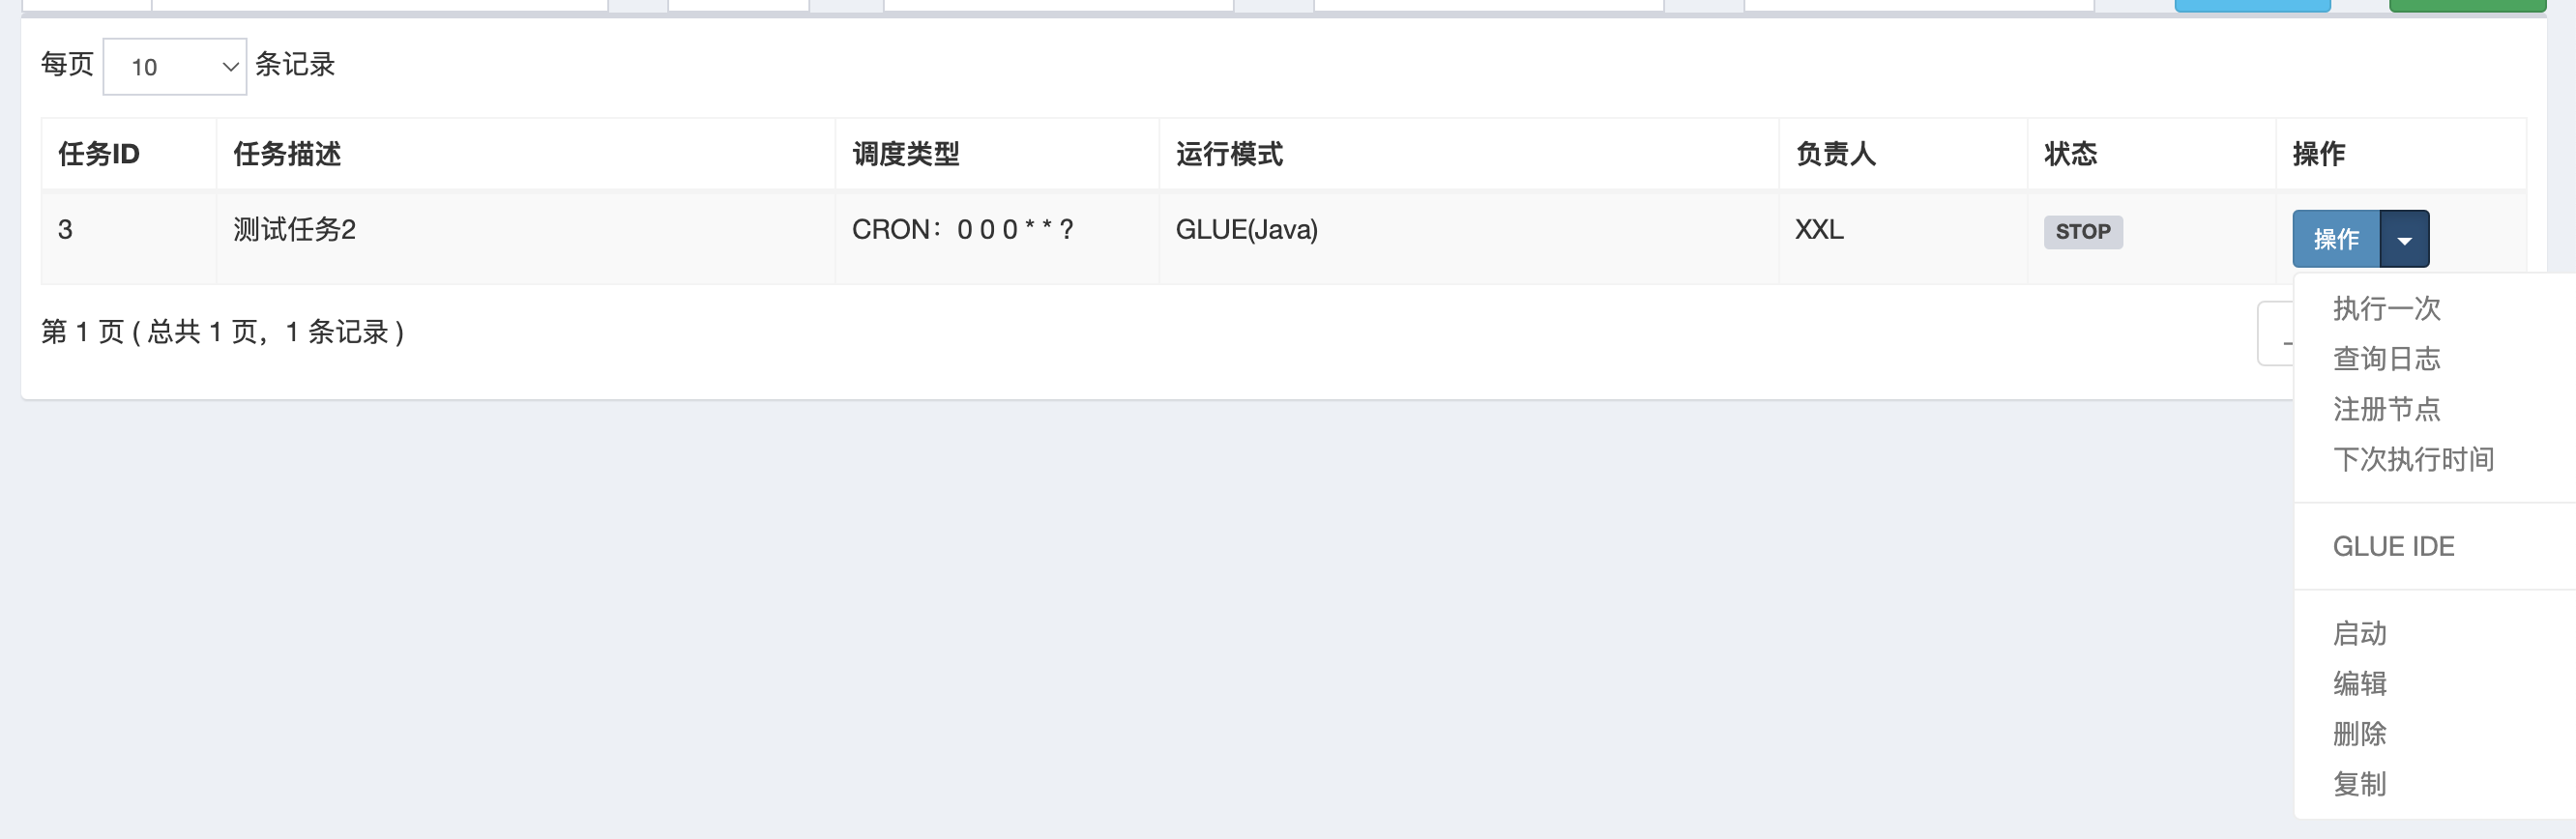 每页 10 条记录
任务ID 任务描述 调度类型 运行模式 负责人 状态 操作
3 测试任务2 CRON：0 0 0 * * ? GLUE(Java) XXL STOP 操作
第 1 页 ( 总共 1 页，1 条记录 )
执行一次
查询日志
注册节点
下次执行时间
GLUE IDE
启动
编辑
删除
复制